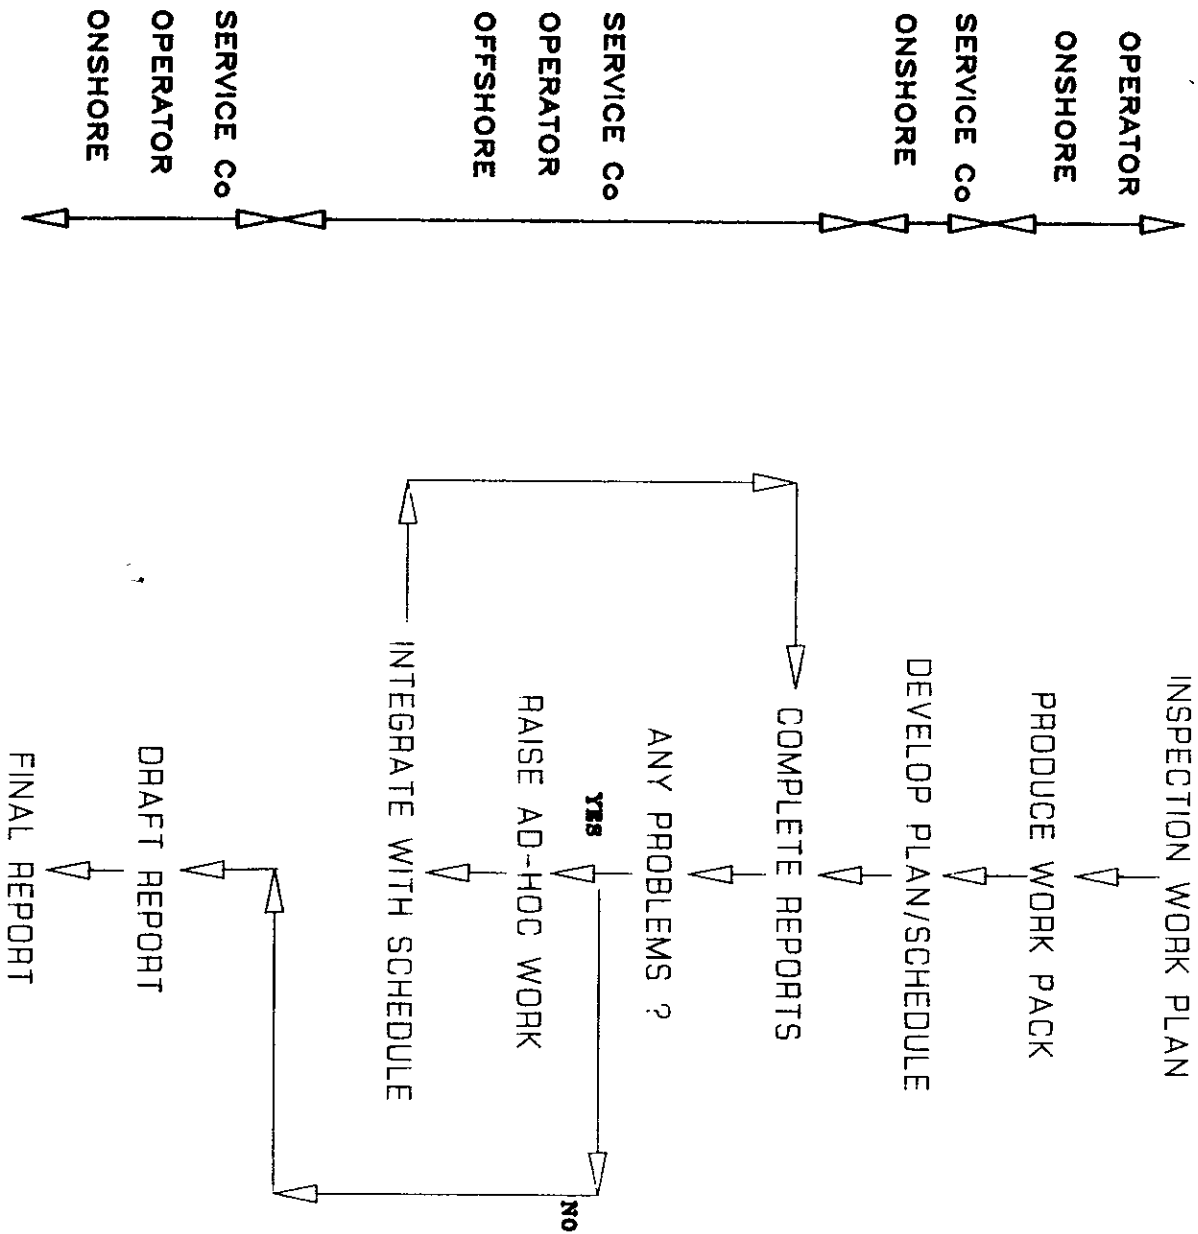 OPERATOR
ONSHORE
SERVICE Co
ONSHORE
SERVICE Co
OPERATOR
OFFSHORE
SERVICE Co
OPERATOR
ONSHORE
INSPECTION WORK PLAN
PRODUCE WORK PACK
DEVELOP PLAN/SCHEDULE
COMPLETE REPORTS
ANY PROBLEMS ?
YES
NO
RAISE AD-HOC WORK
INTEGRATE WITH SCHEDULE
DRAFT REPORT
FINAL REPORT